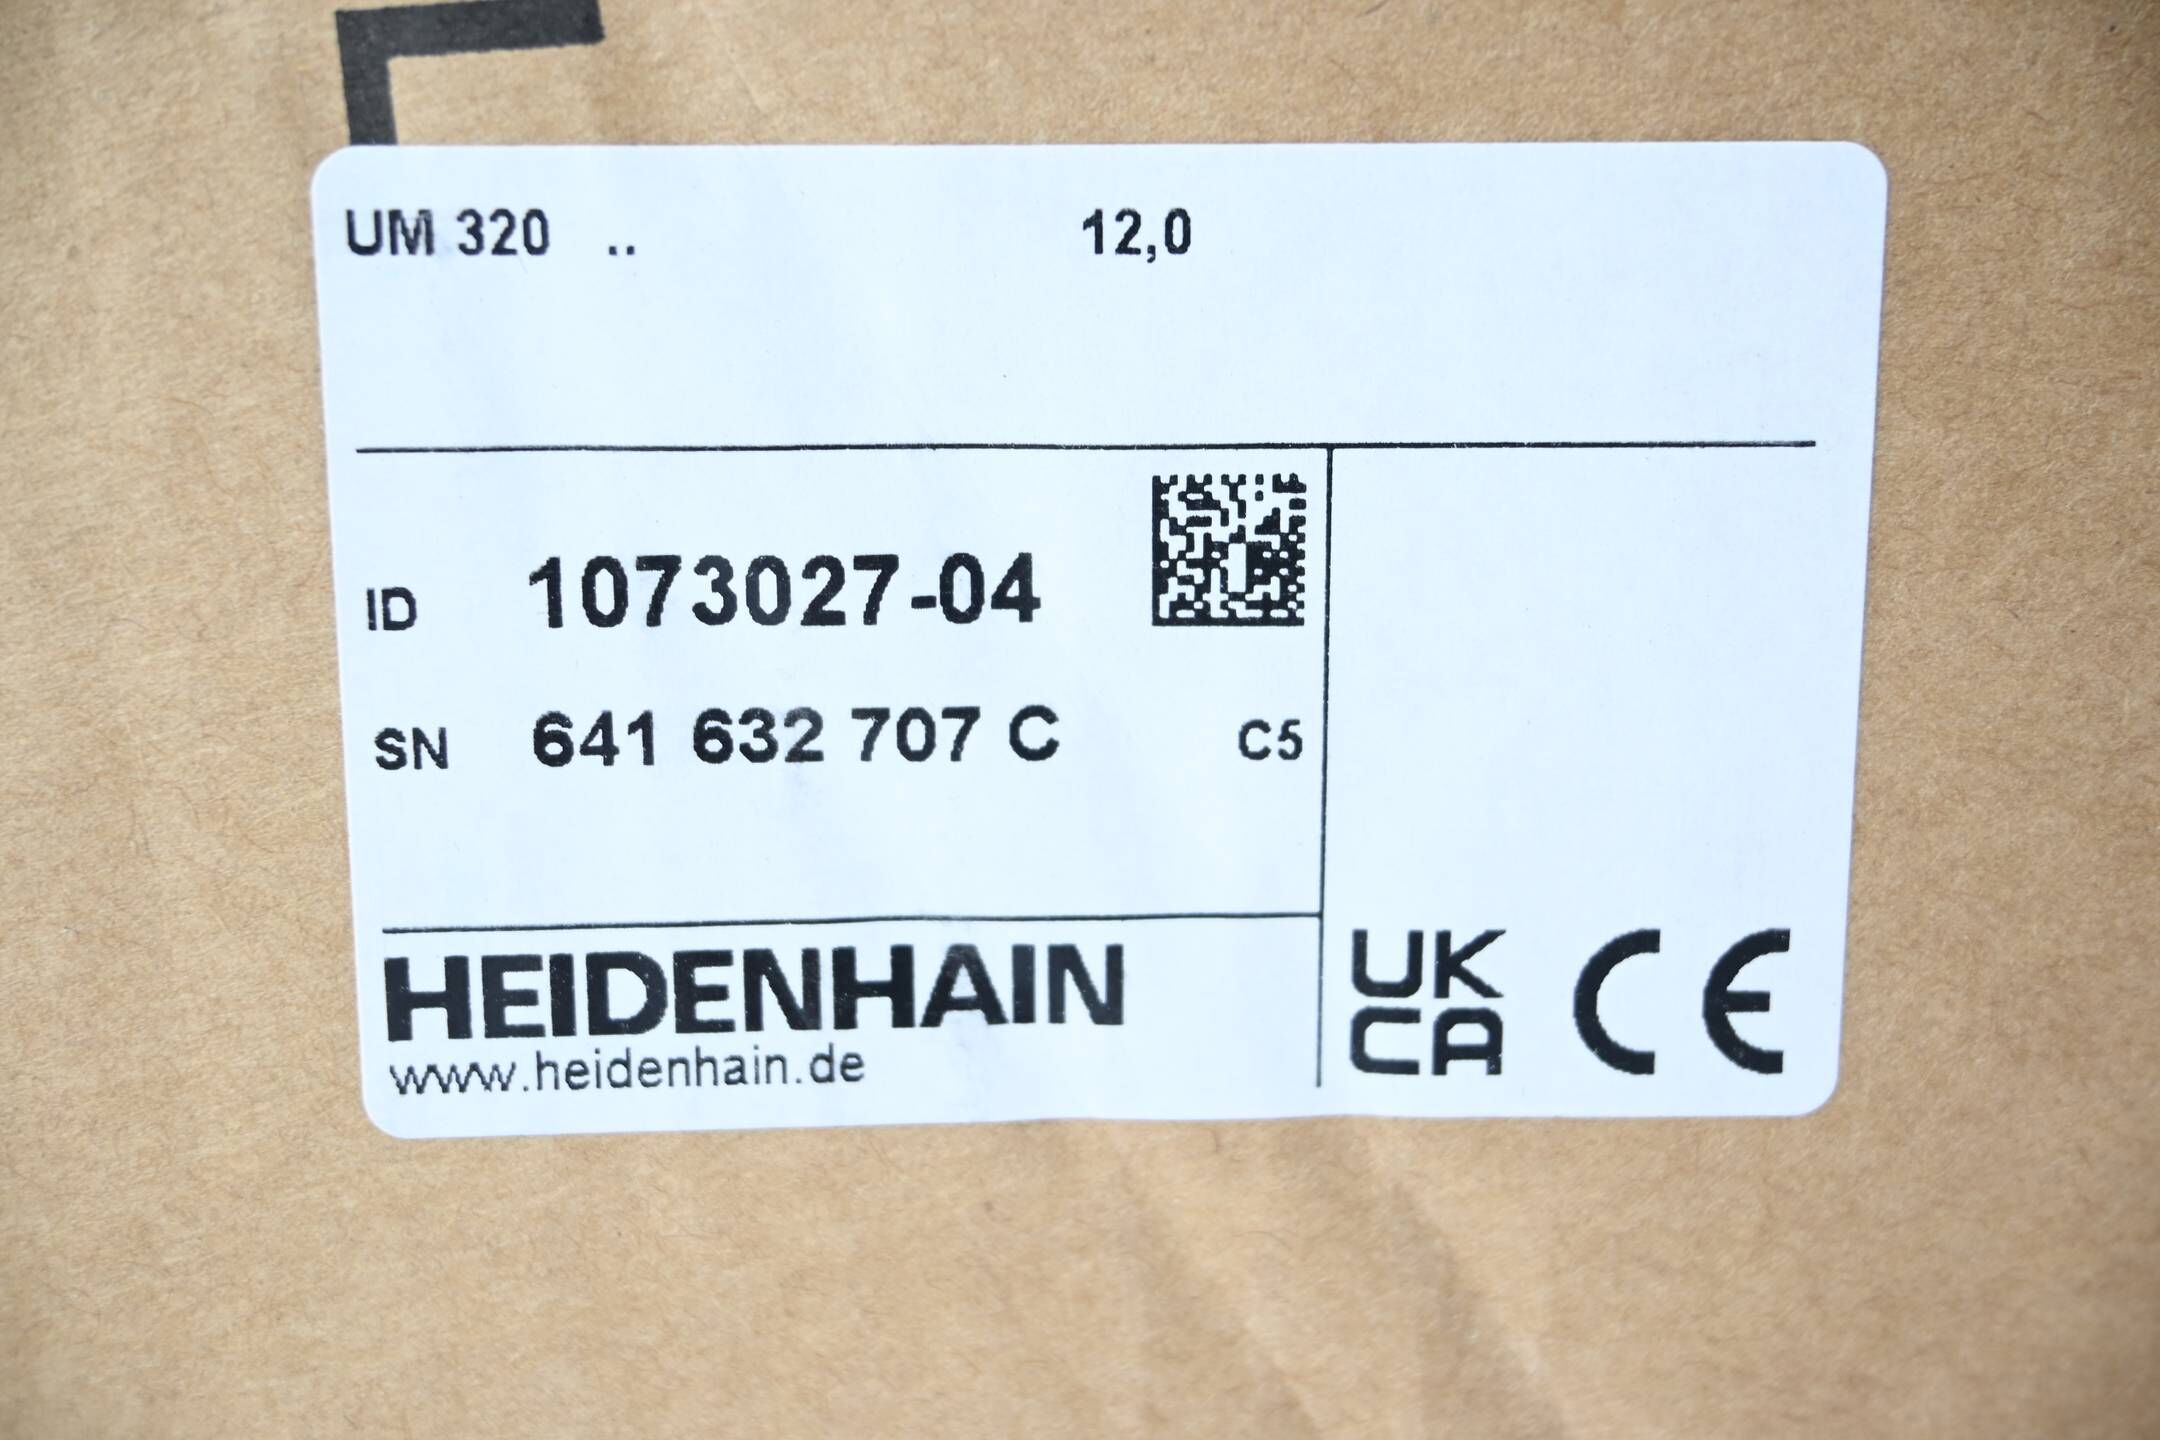 UM 320 .. 12,0
ID 1073027-04
SN 641 632 707 C C5
HEIDENHAIN
www.heidenhain.de
UK
CA
CE